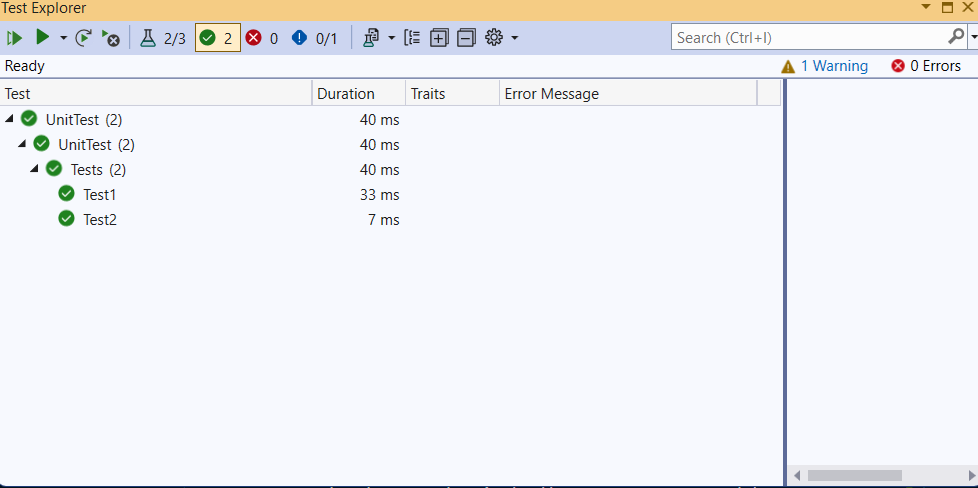 Test Explorer
2/3 2 0 0/1 Search (Ctrl+I)
Ready 1 Warning 0 Errors
Test Duration Traits Error Message
UnitTest (2) 40 ms
UnitTest (2) 40 ms
Tests (2) 40 ms
Test1 33 ms
Test2 7 ms